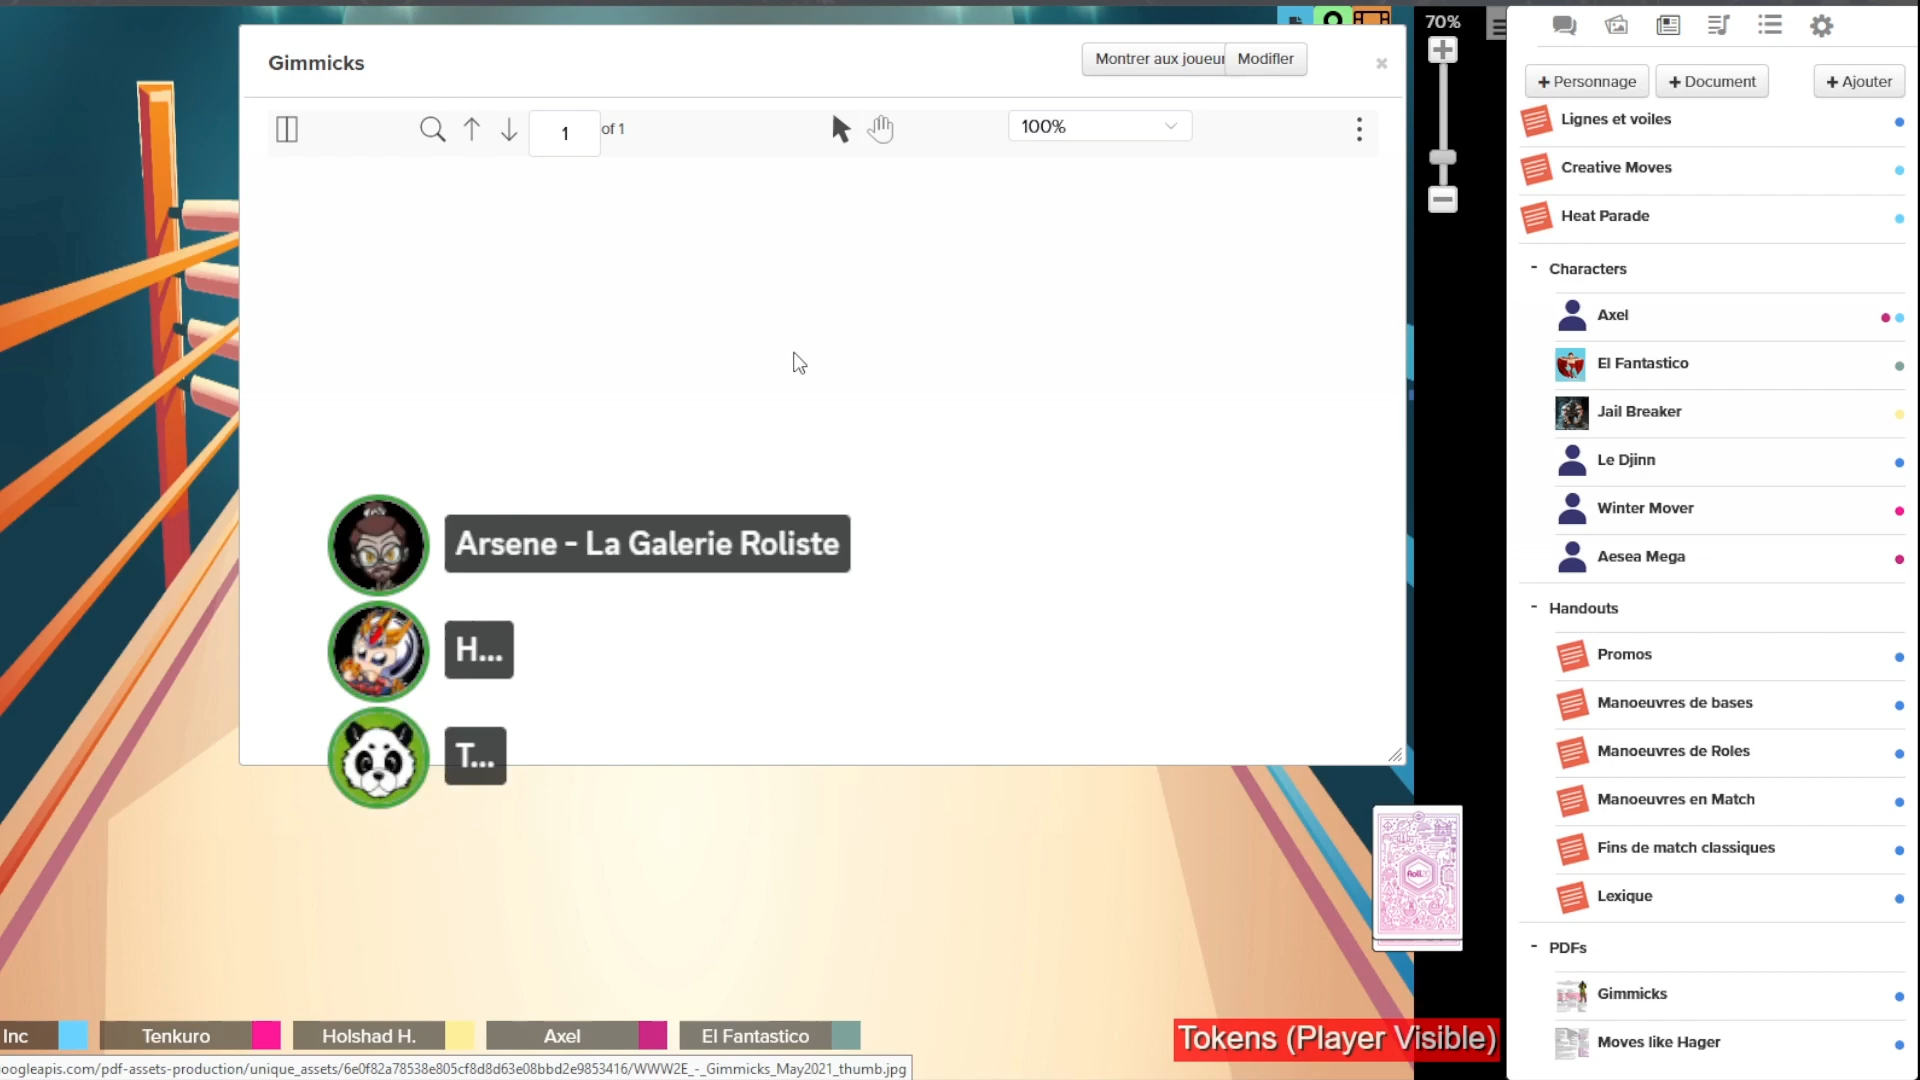 70%
Gimmicks
Montrer aux joueur
Modifier
1
of 1
100%
Personnage
Document
Ajouter
Lignes et voiles
Creative Moves
Heat Parade
Characters
Axel
El Fantastico
Jail Breaker
Le Djinn
Winter Mover
Aesea Mega
Handouts
Promos
Manoeuvres de bases
Manoeuvres de Roles
Manoeuvres en Match
Fins de match classiques
Lexique
PDFs
Gimmicks
Moves like Hager
Arsene - La Galerie Roliste
H...
T...
Inc
Tenkuro
Holshad H.
Axel
El Fantastico
Tokens (Player Visible)
oogleapis.com/pdf-assets-production/unique_assets/6e0f82a78538e805cf8d8d63e08bbd2e9853416/WWW2E_-_Gimmicks_May2021_thumb.jpg